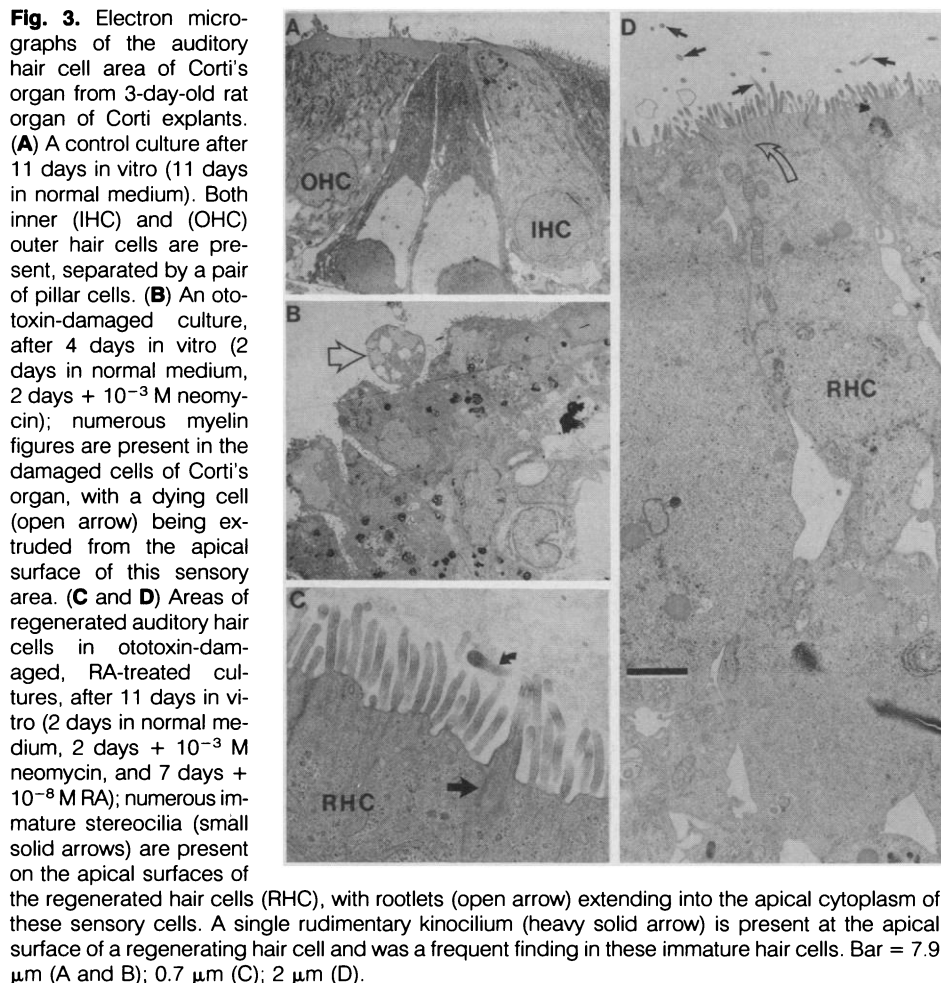 Fig. 3. Electron micro-
graphs of the auditory
hair cell area of Corti's
organ from 3-day-old rat
organ of Corti explants.
(A) A control culture after
11 days in vitro (11 days
in normal medium). Both
inner (IHC) and (OHC)
outer hair cells are pre-
sent, separated by a pair
of pillar cells. (B) An oto-
toxin-damaged culture,
after 4 days in vitro (2
days in normal medium,
2 days + 10⁻³ M neomy-
cin); numerous myelin
figures are present in the
damaged cells of Corti's
organ, with a dying cell
(open arrow) being ex-
truded from the apical
surface of this sensory
area. (C and D) Areas of
regenerated auditory hair
cells in ototoxin-dam-
aged, RA-treated cul-
tures, after 11 days in vi-
tro (2 days in normal me-
dium, 2 days + 10⁻³ M
neomycin, and 7 days +
10⁻⁸ M RA); numerous im-
mature stereocilia (small
solid arrows) are present
on the apical surfaces of
the regenerated hair cells (RHC), with rootlets (open arrow) extending into the apical cytoplasm of
these sensory cells. A single rudimentary kinocilium (heavy solid arrow) is present at the apical
surface of a regenerating hair cell and was a frequent finding in these immature hair cells. Bar = 7.9
μm (A and B); 0.7 μm (C); 2 μm (D).
A
OHC
IHC
B
C
RHC
D
RHC